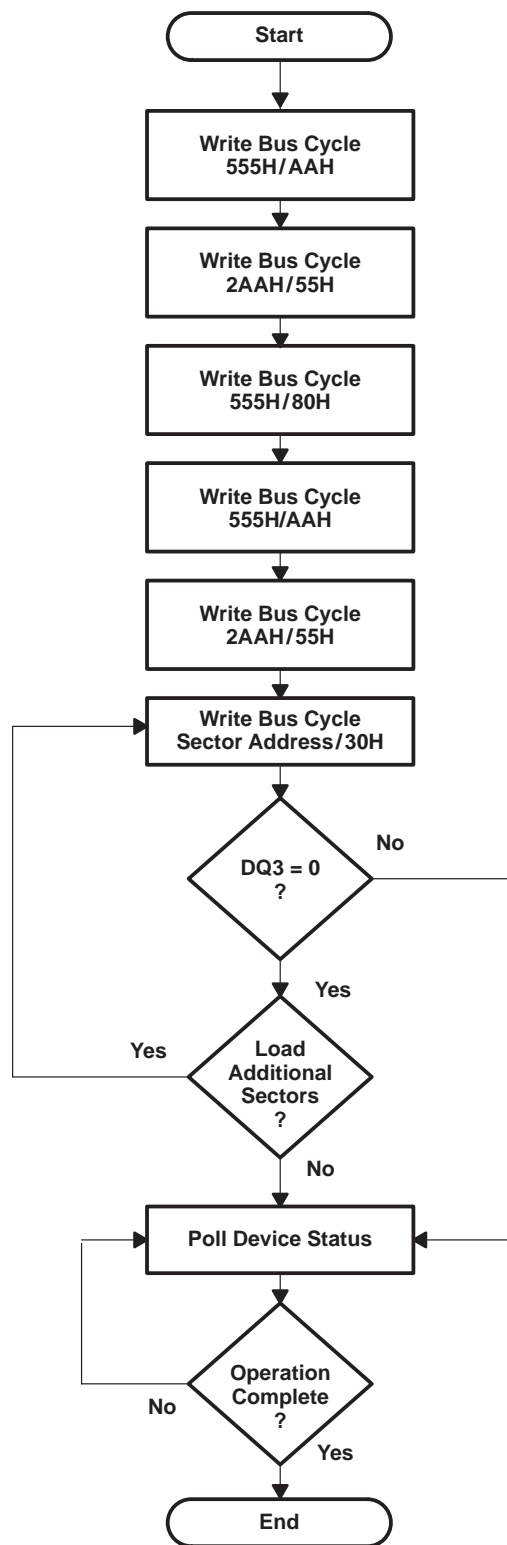 Start
Write Bus Cycle
555H/AAH
Write Bus Cycle
2AAH/55H
Write Bus Cycle
555H/80H
Write Bus Cycle
555H/AAH
Write Bus Cycle
2AAH/55H
Write Bus Cycle
Sector Address/30H
No
DQ3 = 0
?
Yes
Yes
Load
Additional
Sectors
?
No
Poll Device Status
Operation
Complete
?
No
Yes
End